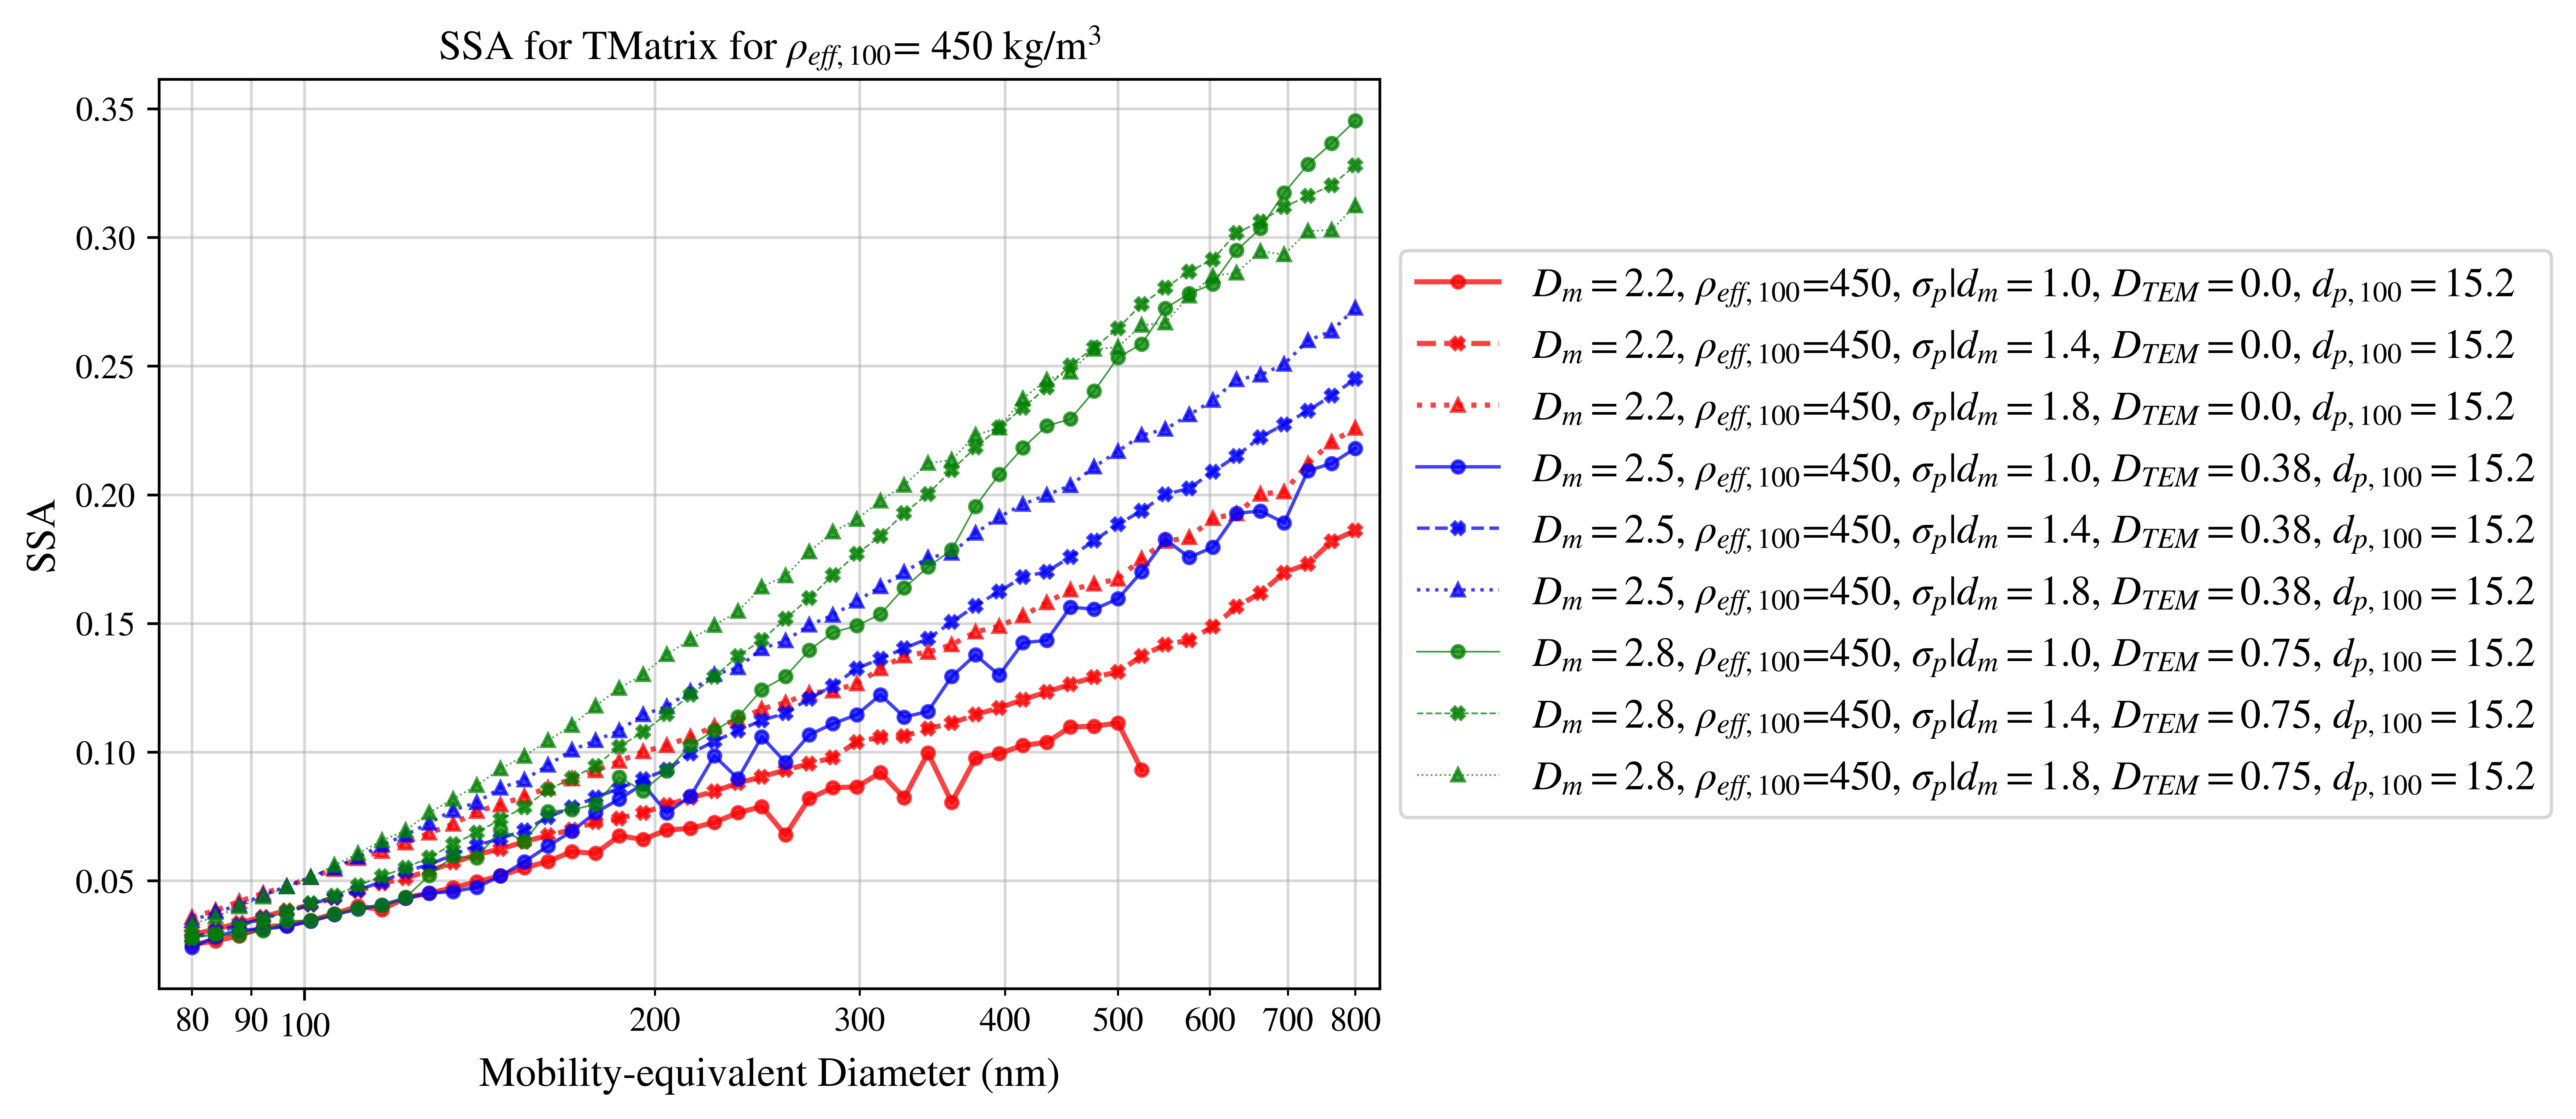 SSA for TMatrix for ρeff,100= 450 kg/m³
0.35
0.30
0.25
0.20
0.15
0.10
0.05
SSA
80 90 100 200 300 400 500 600 700 800
Mobility-equivalent Diameter (nm)
Dm = 2.2, ρeff,100=450, σp|dm = 1.0, DTEM = 0.0, dp,100 = 15.2
Dm = 2.2, ρeff,100=450, σp|dm = 1.4, DTEM = 0.0, dp,100 = 15.2
Dm = 2.2, ρeff,100=450, σp|dm = 1.8, DTEM = 0.0, dp,100 = 15.2
Dm = 2.5, ρeff,100=450, σp|dm = 1.0, DTEM = 0.38, dp,100 = 15.2
Dm = 2.5, ρeff,100=450, σp|dm = 1.4, DTEM = 0.38, dp,100 = 15.2
Dm = 2.5, ρeff,100=450, σp|dm = 1.8, DTEM = 0.38, dp,100 = 15.2
Dm = 2.8, ρeff,100=450, σp|dm = 1.0, DTEM = 0.75, dp,100 = 15.2
Dm = 2.8, ρeff,100=450, σp|dm = 1.4, DTEM = 0.75, dp,100 = 15.2
Dm = 2.8, ρeff,100=450, σp|dm = 1.8, DTEM = 0.75, dp,100 = 15.2